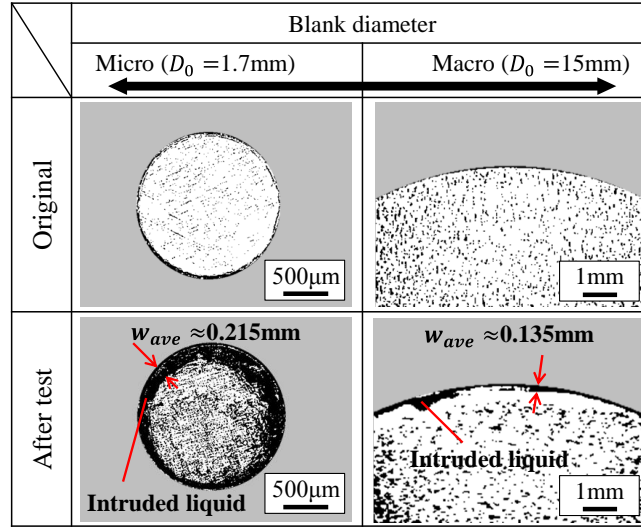 Blank diameter
Micro (𝐷₀ =1.7mm)
Macro (𝐷₀ =15mm)
Original
500μm
1mm
After test
𝒘ₐᵥₑ ≈0.215mm
Intruded liquid
500μm
𝒘ₐᵥₑ ≈0.135mm
Intruded liquid
1mm